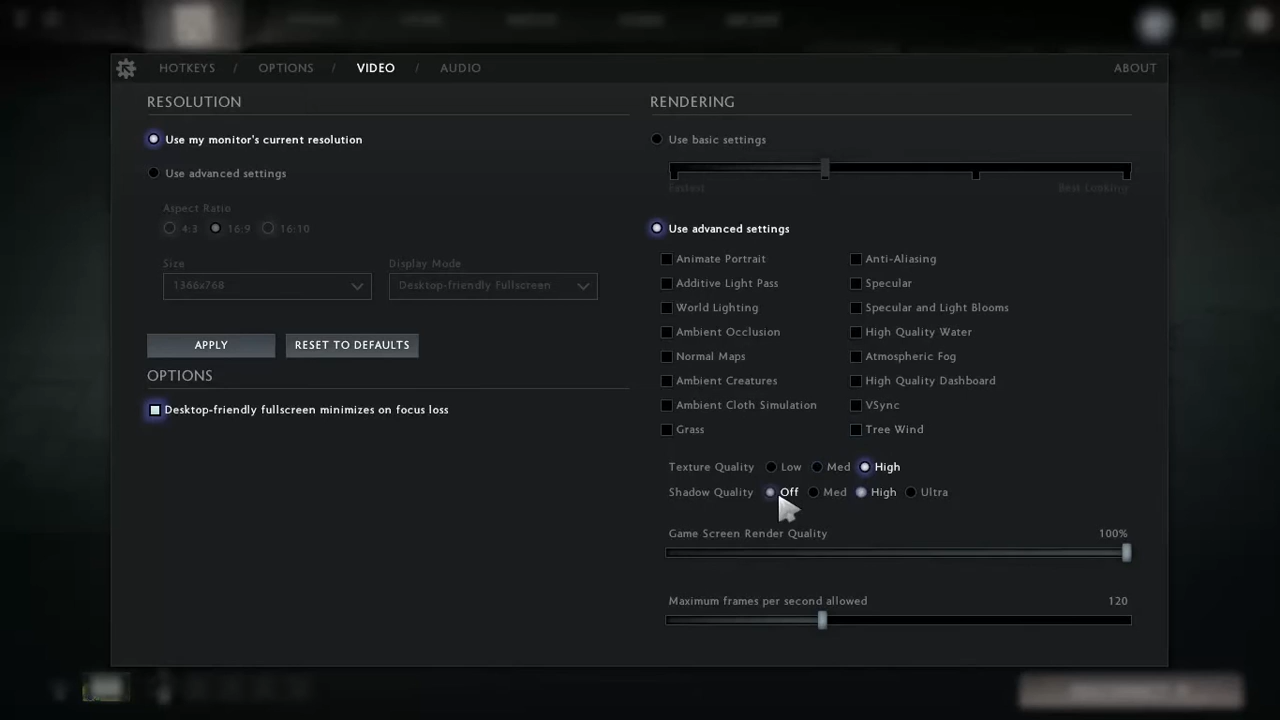 HOTKEYS / OPTIONS / VIDEO / AUDIO ABOUT
RESOLUTION
Use my monitor's current resolution
Use advanced settings
Aspect Ratio
4:3 16:9 16:10
Size Display Mode
1366x768 Desktop-friendly Fullscreen
APPLY RESET TO DEFAULTS
OPTIONS
Desktop-friendly fullscreen minimizes on focus loss
RENDERING
Use basic settings
Fastest Best Looking
Use advanced settings
Animate Portrait Anti-Aliasing
Additive Light Pass Specular
World Lighting Specular and Light Blooms
Ambient Occlusion High Quality Water
Normal Maps Atmospheric Fog
Ambient Creatures High Quality Dashboard
Ambient Cloth Simulation VSync
Grass Tree Wind
Texture Quality Low Med High
Shadow Quality Off Med High Ultra
Game Screen Render Quality 100%
Maximum frames per second allowed 120